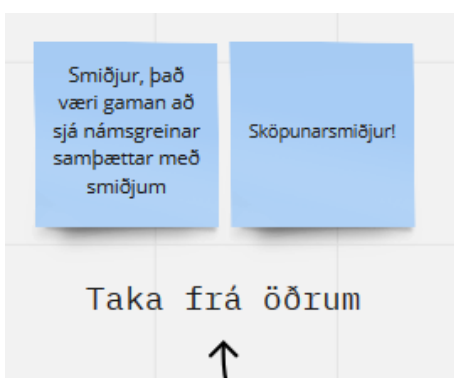 Smiðjur, það
væri gaman að
sjá námsgreinar
samþættar með
smiðjum
Sköpunarsmiðjur!
Taka frá öðrum